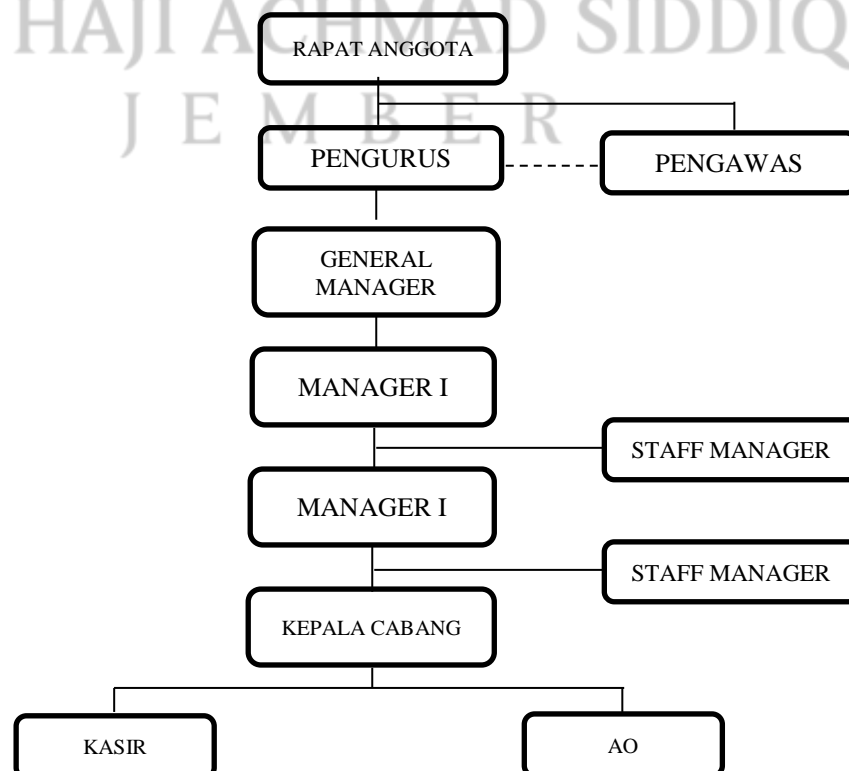 HAJI ACHMAD SIDDIQ
RAPAT ANGGOTA
J E M B E R
PENGURUS
PENGAWAS
GENERAL
MANAGER
MANAGER I
STAFF MANAGER
MANAGER I
STAFF MANAGER
KEPALA CABANG
KASIR
AO